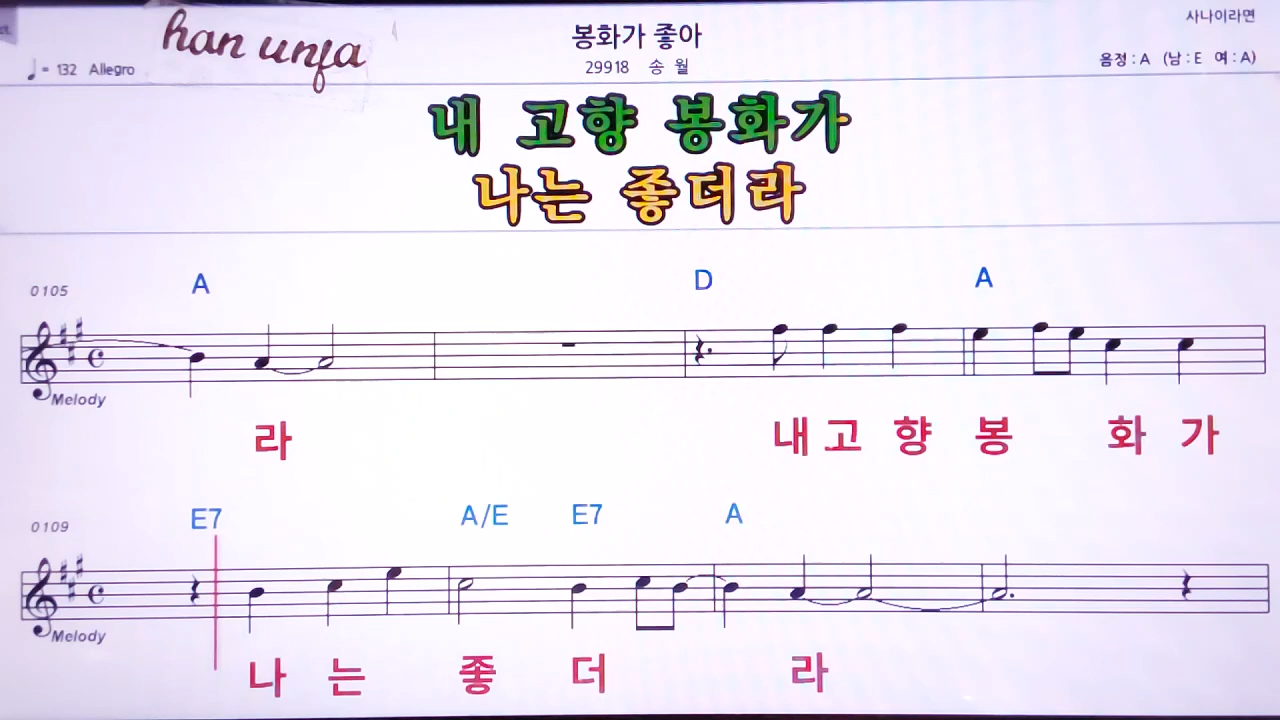 han unfa
봉화가 좋아
사나이라면
♩= 132 Allegro
29918 송 월
음정 : A (남 : E 여 : A)
내 고향 봉화가
나는 좋더라
0105
A D A
Melody
라 내 고 향 봉 화 가
0109
E7 A/E E7 A
Melody
나 는 좋 더 라